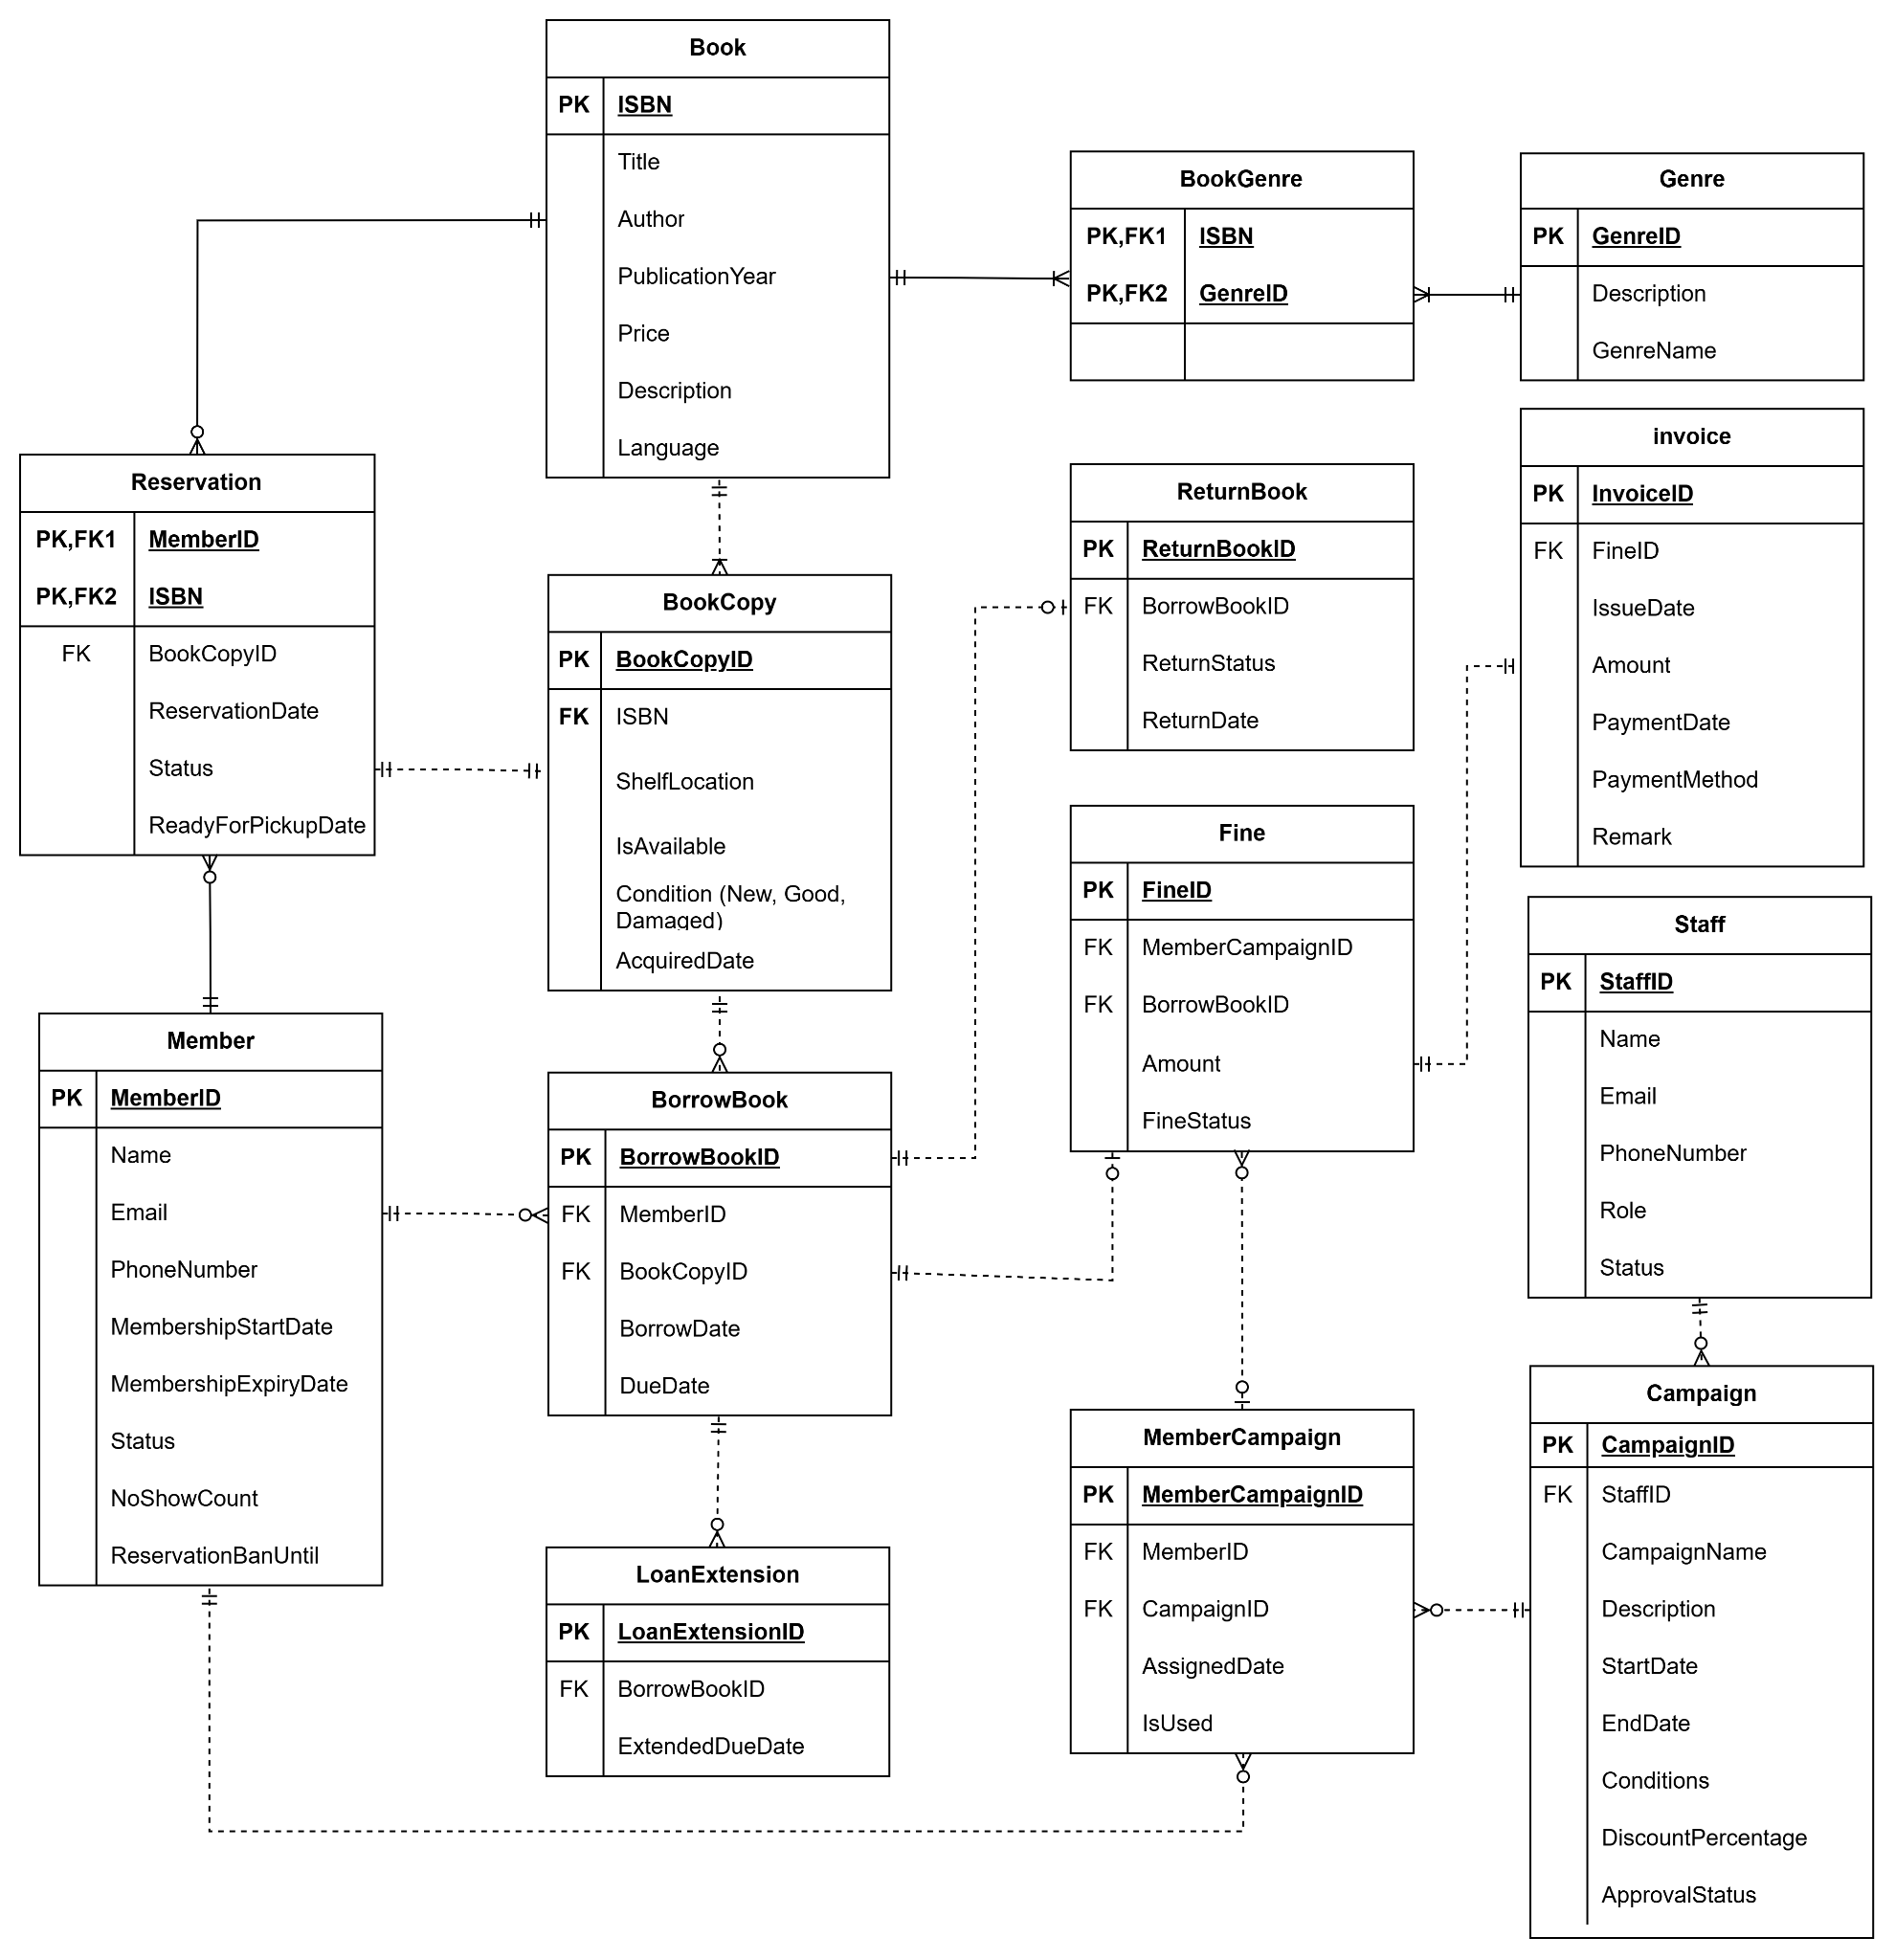 Book
PK ISBN
Title
Author
PublicationYear
Price
Description
Language
BookGenre
PK,FK1 ISBN
PK,FK2 GenreID
Genre
PK GenreID
Description
GenreName
Reservation
PK,FK1 MemberID
PK,FK2 ISBN
FK BookCopyID
ReservationDate
Status
ReadyForPickupDate
BookCopy
PK BookCopyID
FK ISBN
ShelfLocation
IsAvailable
Condition (New, Good,
Damaged)
AcquiredDate
ReturnBook
PK ReturnBookID
FK BorrowBookID
ReturnStatus
ReturnDate
invoice
PK InvoiceID
FK FineID
IssueDate
Amount
PaymentDate
PaymentMethod
Remark
Fine
PK FineID
FK MemberCampaignID
FK BorrowBookID
Amount
FineStatus
Staff
PK StaffID
Name
Email
PhoneNumber
Role
Status
Member
PK MemberID
Name
Email
PhoneNumber
MembershipStartDate
MembershipExpiryDate
Status
NoShowCount
ReservationBanUntil
BorrowBook
PK BorrowBookID
FK MemberID
FK BookCopyID
BorrowDate
DueDate
LoanExtension
PK LoanExtensionID
FK BorrowBookID
ExtendedDueDate
MemberCampaign
PK MemberCampaignID
FK MemberID
FK CampaignID
AssignedDate
IsUsed
Campaign
PK CampaignID
FK StaffID
CampaignName
Description
StartDate
EndDate
Conditions
DiscountPercentage
ApprovalStatus